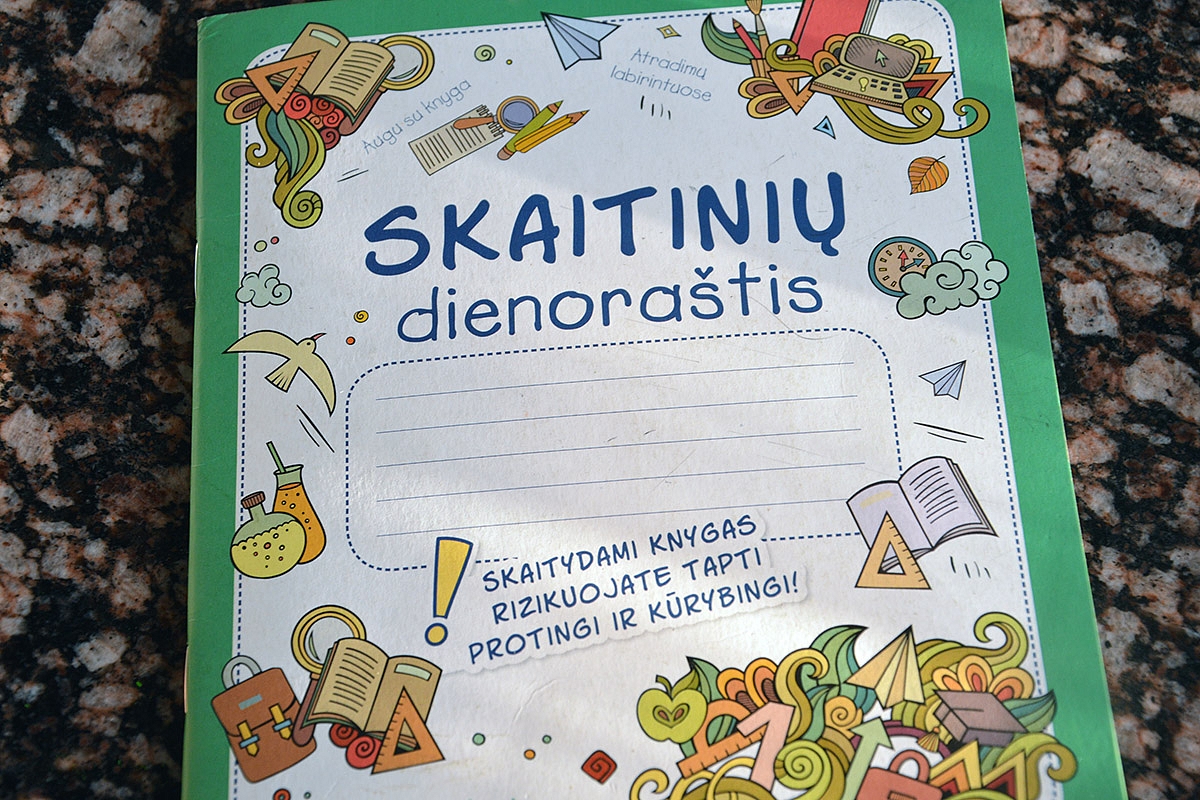 Augu su knyga
Atradimų
labirintuose
SKAITINIŲ
dienoraštis
SKAITYDAMI KNYGAS
RIZIKUOJATE TAPTI
PROTINGI IR KŪRYBINGI!